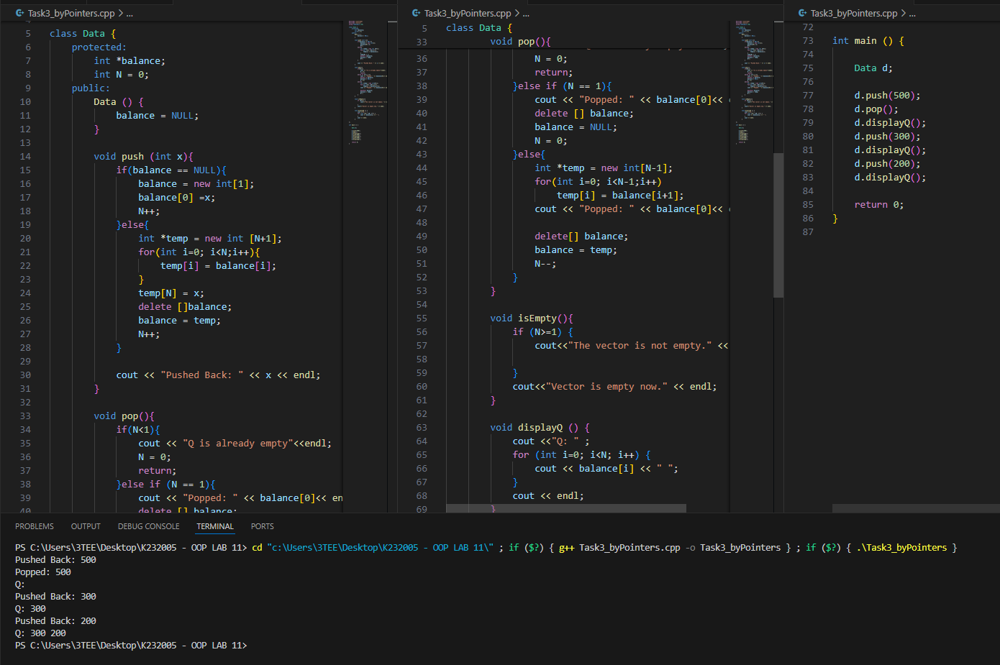 Task3_byPointers.cpp > ...
5 class Data {
6 protected:
7 int *balance;
8 int N = 0;
9 public:
10 Data () {
11 balance = NULL;
12 }
13
14 void push (int x){
15 if(balance == NULL){
16 balance = new int[1];
17 balance[0] =x;
18 N++;
19 }else{
20 int *temp = new int [N+1];
21 for(int i=0; i<N;i++){
22 temp[i] = balance[i];
23 }
24 temp[N] = x;
25 delete []balance;
26 balance = temp;
27 N++;
28 }
29
30 cout << "Pushed Back: " << x << endl;
31 }
32
33 void pop(){
34 if(N<1){
35 cout << "Q is already empty"<<endl;
36 N = 0;
37 return;
38 }else if (N == 1){
39 cout << "Popped: " << balance[0]<< en
40 delete [] balance;
Task3_byPointers.cpp > ...
5 class Data {
33 void pop(){
36 N = 0;
37 return;
38 }else if (N == 1){
39 cout << "Popped: " << balance[0]<<
40 delete [] balance;
41 balance = NULL;
42 N = 0;
43 }else{
44 int *temp = new int[N-1];
45 for(int i=0; i<N-1;i++)
46 temp[i] = balance[i+1];
47 cout << "Popped: " << balance[0]<<
48
49 delete[] balance;
50 balance = temp;
51 N--;
52 }
53 }
54
55 void isEmpty(){
56 if (N>=1) {
57 cout<<"The vector is not empty." <<
58
59 }
60 cout<<"Vector is empty now." << endl;
61 }
62
63 void displayQ () {
64 cout <<"Q: " ;
65 for (int i=0; i<N; i++) {
66 cout << balance[i] << " ";
67 }
68 cout << endl;
69 }
Task3_byPointers.cpp > ...
72
73 int main () {
74
75 Data d;
76
77 d.push(500);
78 d.pop();
79 d.displayQ();
80 d.push(300);
81 d.displayQ();
82 d.push(200);
83 d.displayQ();
84
85 return 0;
86 }
87
PROBLEMS OUTPUT DEBUG CONSOLE TERMINAL PORTS
PS C:\Users\3TEE\Desktop\K232005 - OOP LAB 11> cd "c:\Users\3TEE\Desktop\K232005 - OOP LAB 11\" ; if ($?) { g++ Task3_byPointers.cpp -o Task3_byPointers } ; if ($?) { .\Task3_byPointers }
Pushed Back: 500
Popped: 500
Q:
Pushed Back: 300
Q: 300
Pushed Back: 200
Q: 300 200
PS C:\Users\3TEE\Desktop\K232005 - OOP LAB 11>